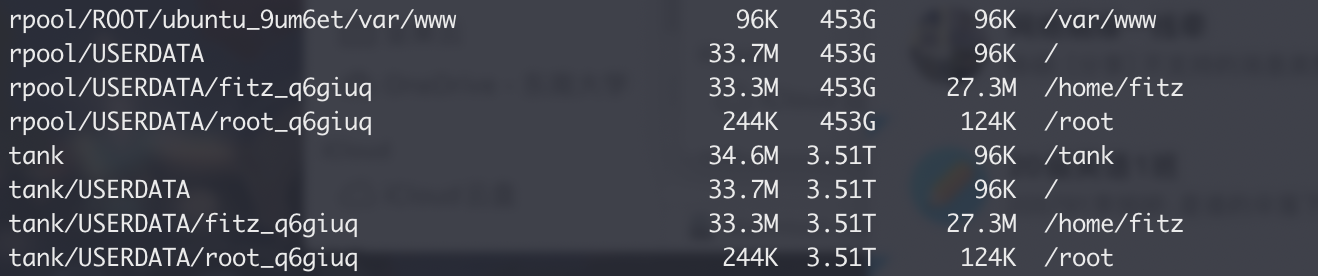 rpool/ROOT/ubuntu_9um6et/var/www 96K 453G 96K /var/www
rpool/USERDATA 33.7M 453G 96K /
rpool/USERDATA/fitz_q6giuq 33.3M 453G 27.3M /home/fitz
rpool/USERDATA/root_q6giuq 244K 453G 124K /root
tank 34.6M 3.51T 96K /tank
tank/USERDATA 33.7M 3.51T 96K /
tank/USERDATA/fitz_q6giuq 33.3M 3.51T 27.3M /home/fitz
tank/USERDATA/root_q6giuq 244K 3.51T 124K /root